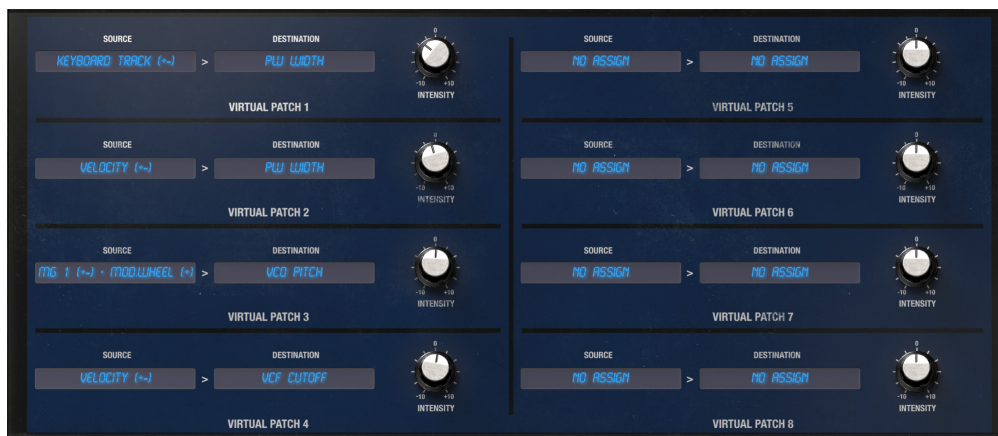 SOURCE DESTINATION 0
KEYBOARD TRACK (+-) > PW WIDTH
-10 +10
INTENSITY
VIRTUAL PATCH 1
SOURCE DESTINATION 0
VELOCITY (+-) > PW WIDTH
-10 +10
INTENSITY
VIRTUAL PATCH 2
SOURCE DESTINATION 0
MG 1 (+-) * MOD.WHEEL (+) > VCO PITCH
-10 +10
INTENSITY
VIRTUAL PATCH 3
SOURCE DESTINATION 0
VELOCITY (+-) > VCF CUTOFF
-10 +10
INTENSITY
VIRTUAL PATCH 4
SOURCE DESTINATION 0
NO ASSIGN > NO ASSIGN
-10 +10
INTENSITY
VIRTUAL PATCH 5
SOURCE DESTINATION 0
NO ASSIGN > NO ASSIGN
-10 +10
INTENSITY
VIRTUAL PATCH 6
SOURCE DESTINATION 0
NO ASSIGN > NO ASSIGN
-10 +10
INTENSITY
VIRTUAL PATCH 7
SOURCE DESTINATION 0
NO ASSIGN > NO ASSIGN
-10 +10
INTENSITY
VIRTUAL PATCH 8